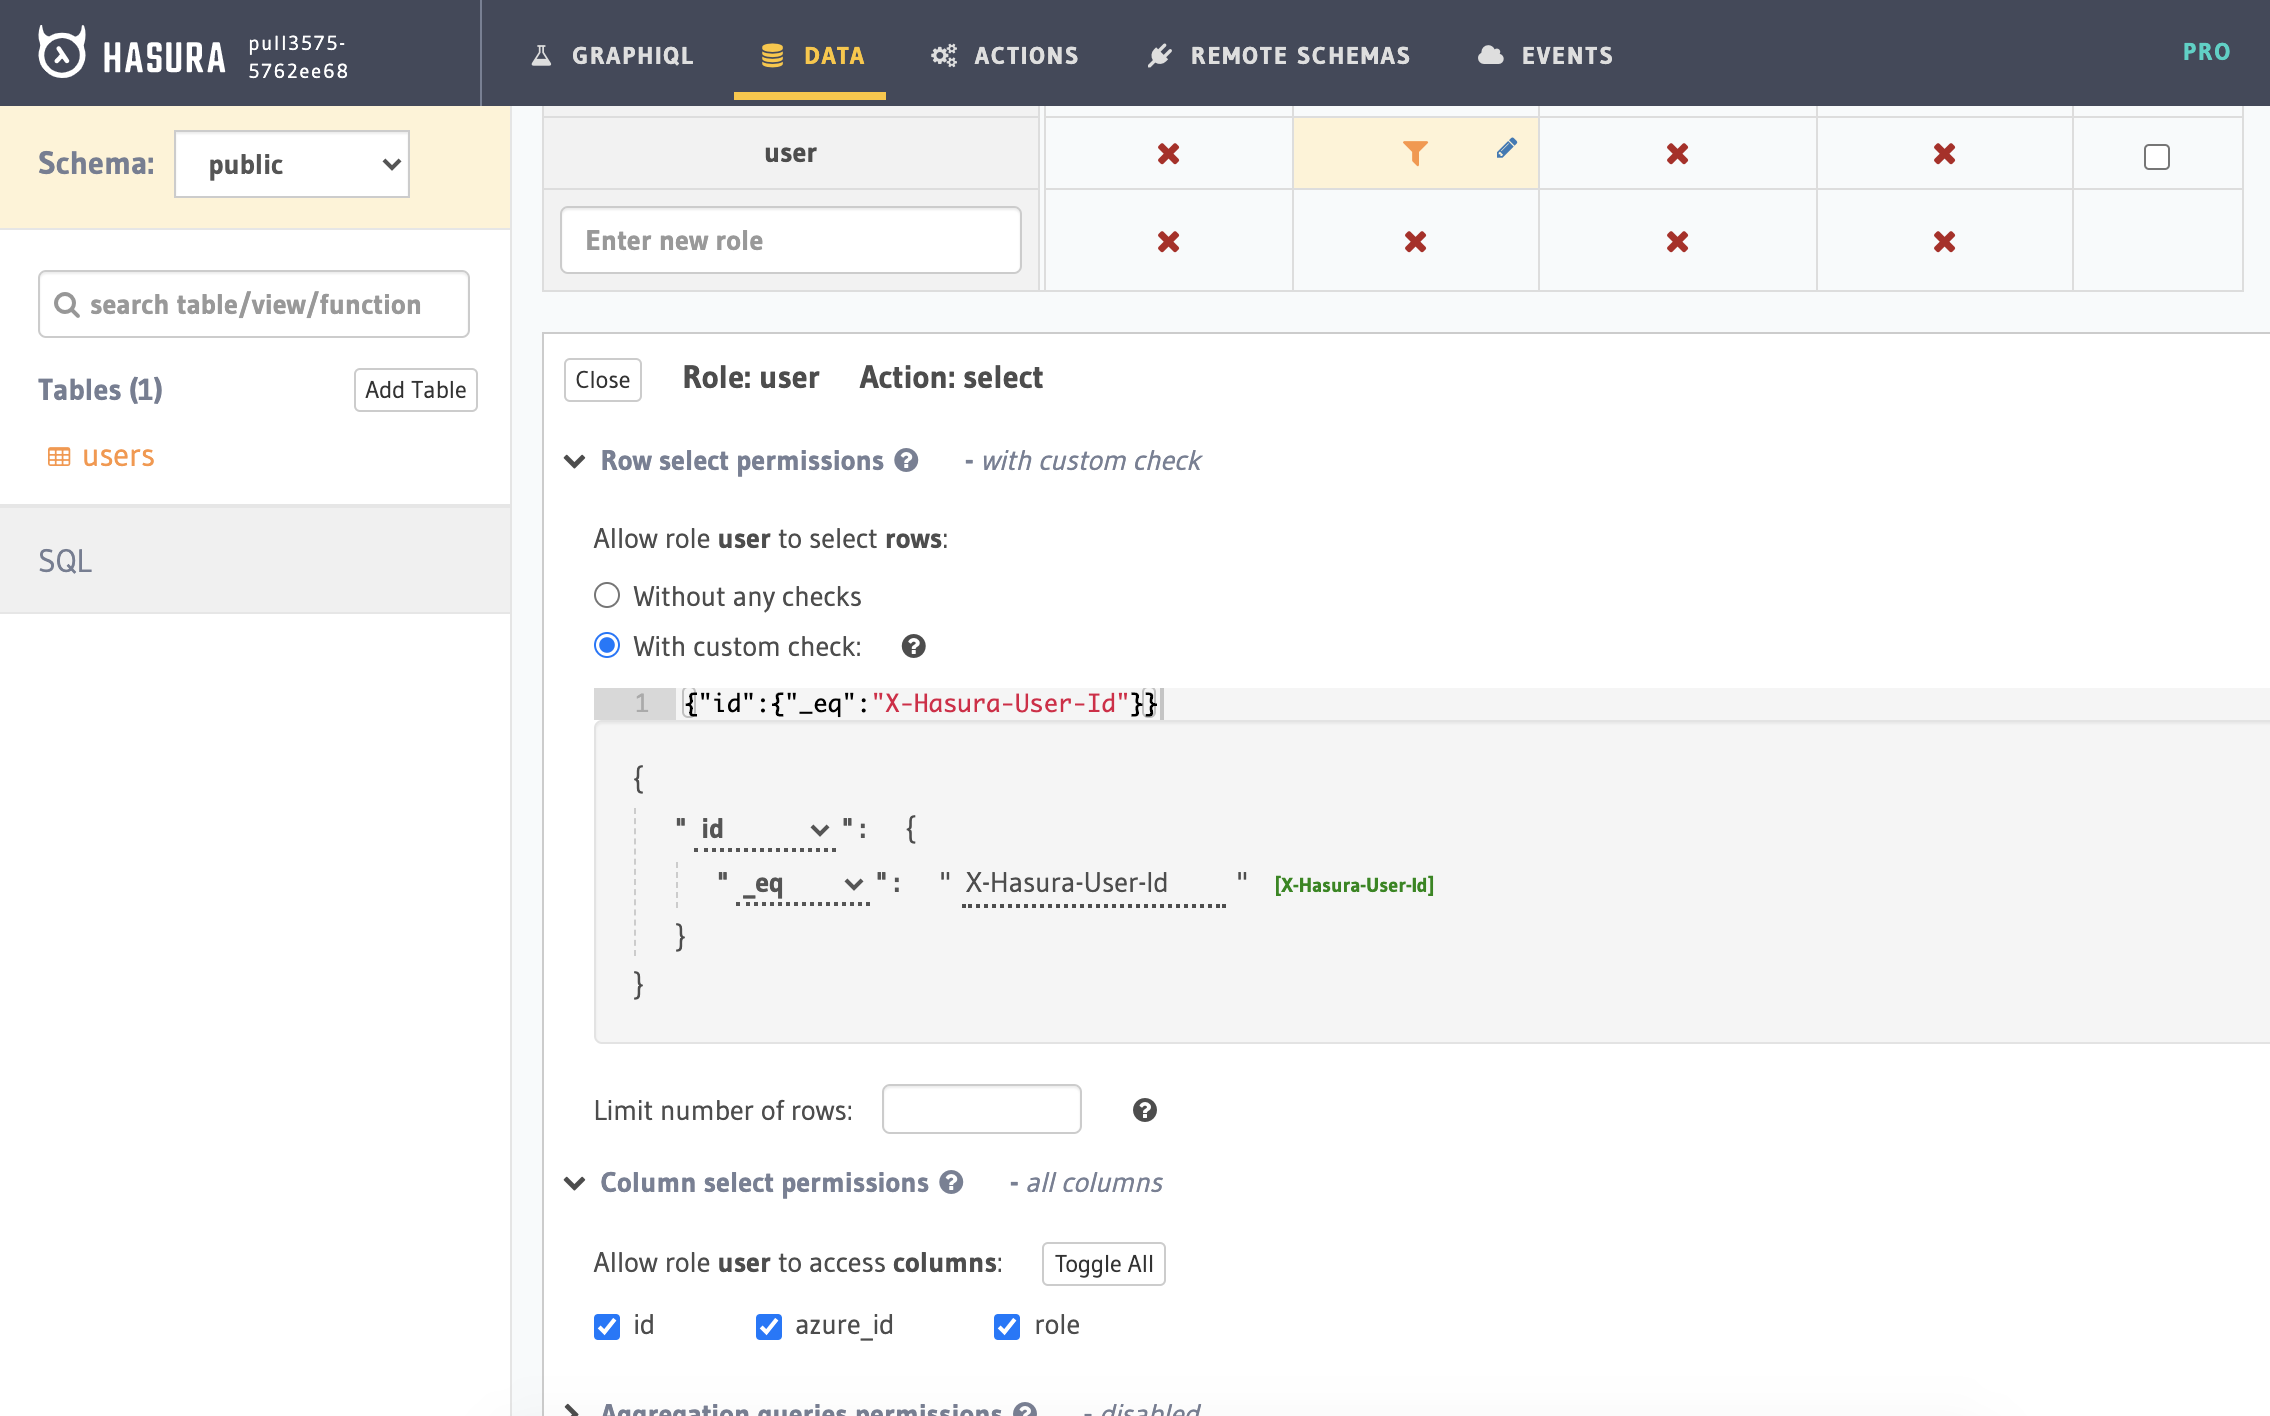 HASURA pull3575-
5762ee68
GRAPHIQL DATA ACTIONS REMOTE SCHEMAS EVENTS PRO
Schema: public
search table/view/function
Tables (1) Add Table
users
SQL
user
Enter new role
Close Role: user Action: select
Row select permissions ? - with custom check
Allow role user to select rows:
Without any checks
With custom check: ?
1 {"id":{"_eq":"X-Hasura-User-Id"}}
{
" id ": {
" _eq ": " X-Hasura-User-Id " [X-Hasura-User-Id]
}
}
Limit number of rows: ?
Column select permissions ? - all columns
Allow role user to access columns: Toggle All
id azure_id role
Aggregation queries permissions ? - disabled